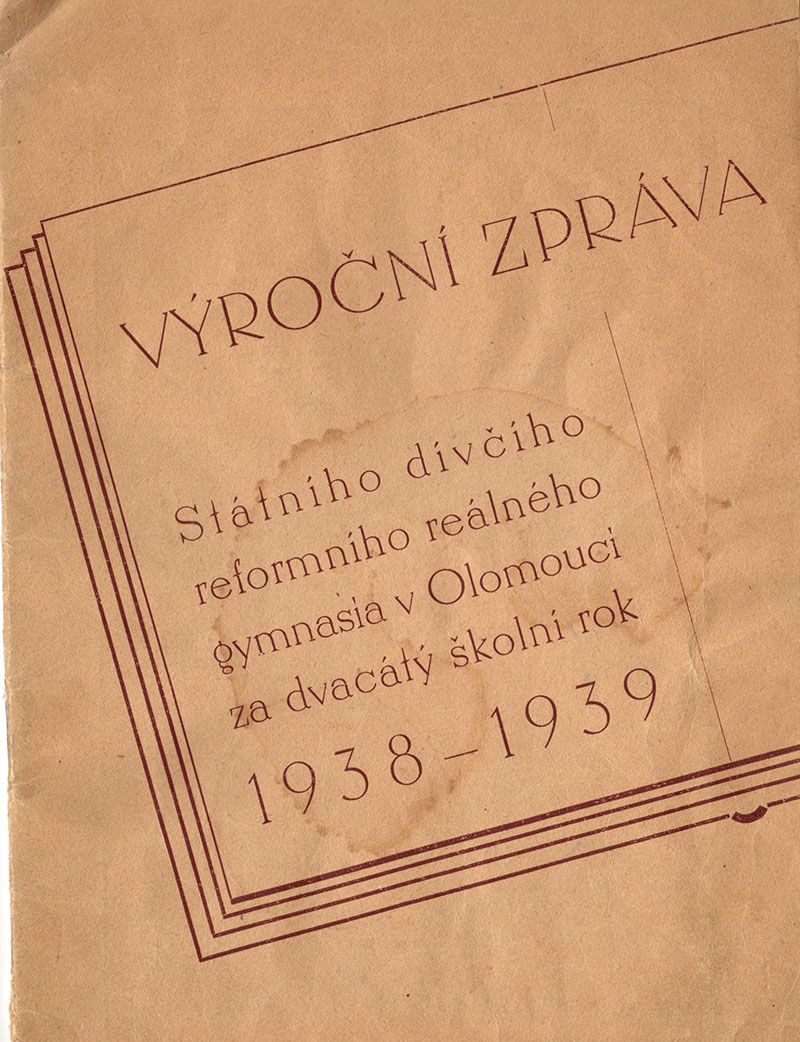 VÝROČNÍ ZPRÁVA
Státního dívčího
reformního reálného
gymnasia v Olomouci
za dvacátý školní rok
1938–1939